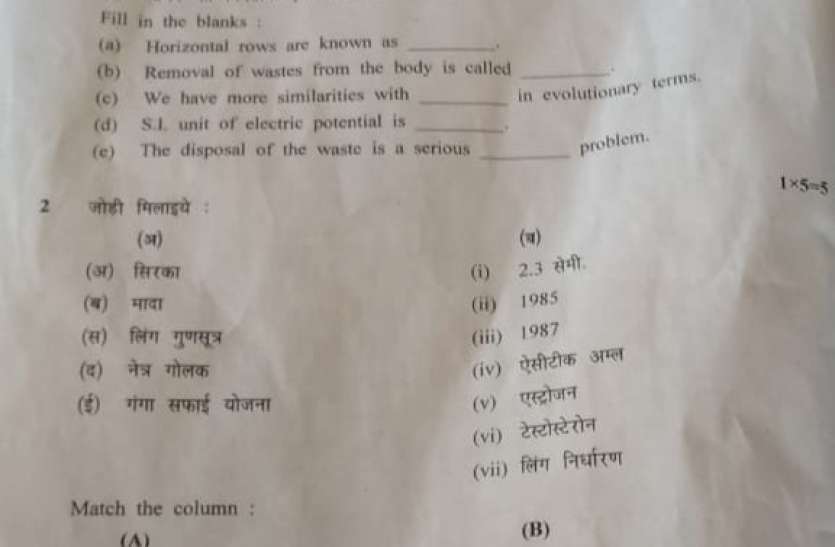 Fill in the blanks :
(a) Horizontal rows are known as ________.
(b) Removal of wastes from the body is called ________.
(c) We have more similarities with ________ in evolutionary terms.
(d) S.I. unit of electric potential is ________.
(e) The disposal of the waste is a serious ________ problem.
1×5=5
2 जोड़ी मिलाइये :
(अ) (ब)
(अ) सिरका (i) 2.3 सेमी.
(ब) मादा (ii) 1985
(स) लिंग गुणसूत्र (iii) 1987
(द) नेत्र गोलक (iv) ऐसीटीक अम्ल
(ई) गंगा सफाई योजना (v) एस्ट्रोजन
(vi) टेस्टोस्टेरोन
(vii) लिंग निर्धारण
Match the column :
(A) (B)